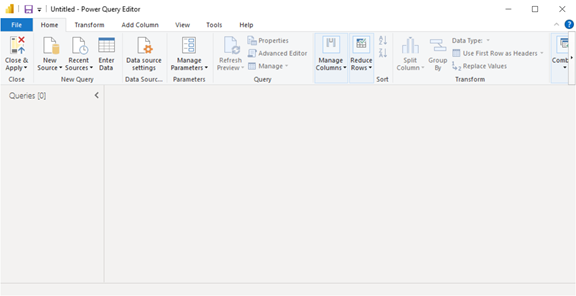 Untitled - Power Query Editor
File Home Transform Add Column View Tools Help
Close & Apply
New Source
Recent Sources
Enter Data
Data source settings
Manage Parameters
Refresh Preview
Properties
Advanced Editor
Manage
Manage Columns
Reduce Rows
Split Column
Group By
Data Type:
Use First Row as Headers
Replace Values
Comb
Close New Query Data Sourc... Parameters Query Sort Transform
Queries [0]